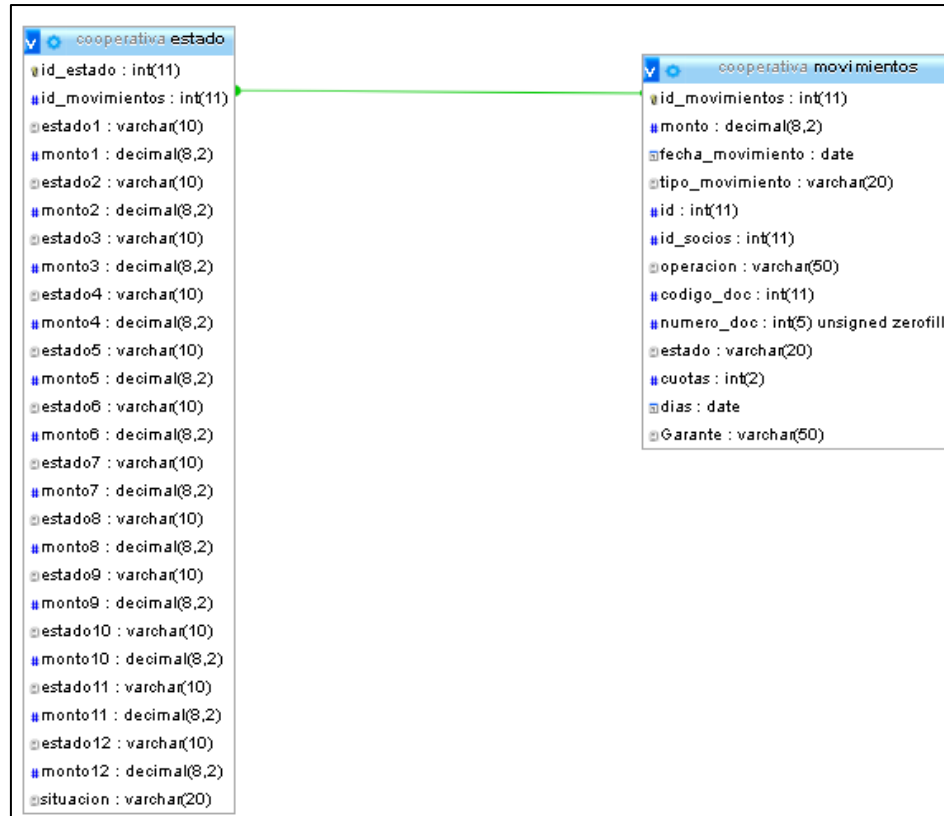 cooperativa estado
id_estado : int(11)
id_movimientos : int(11)
estado1 : varchar(10)
monto1 : decimal(8,2)
estado2 : varchar(10)
monto2 : decimal(8,2)
estado3 : varchar(10)
monto3 : decimal(8,2)
estado4 : varchar(10)
monto4 : decimal(8,2)
estado5 : varchar(10)
monto5 : decimal(8,2)
estado6 : varchar(10)
monto6 : decimal(8,2)
estado7 : varchar(10)
monto7 : decimal(8,2)
estado8 : varchar(10)
monto8 : decimal(8,2)
estado9 : varchar(10)
monto9 : decimal(8,2)
estado10 : varchar(10)
monto10 : decimal(8,2)
estado11 : varchar(10)
monto11 : decimal(8,2)
estado12 : varchar(10)
monto12 : decimal(8,2)
situacion : varchar(20)
cooperativa movimientos
id_movimientos : int(11)
monto : decimal(8,2)
fecha_movimiento : date
tipo_movimiento : varchar(20)
id : int(11)
id_socios : int(11)
operacion : varchar(50)
codigo_doc : int(11)
numero_doc : int(5) unsigned zerofill
estado : varchar(20)
cuotas : int(2)
dias : date
Garante : varchar(50)